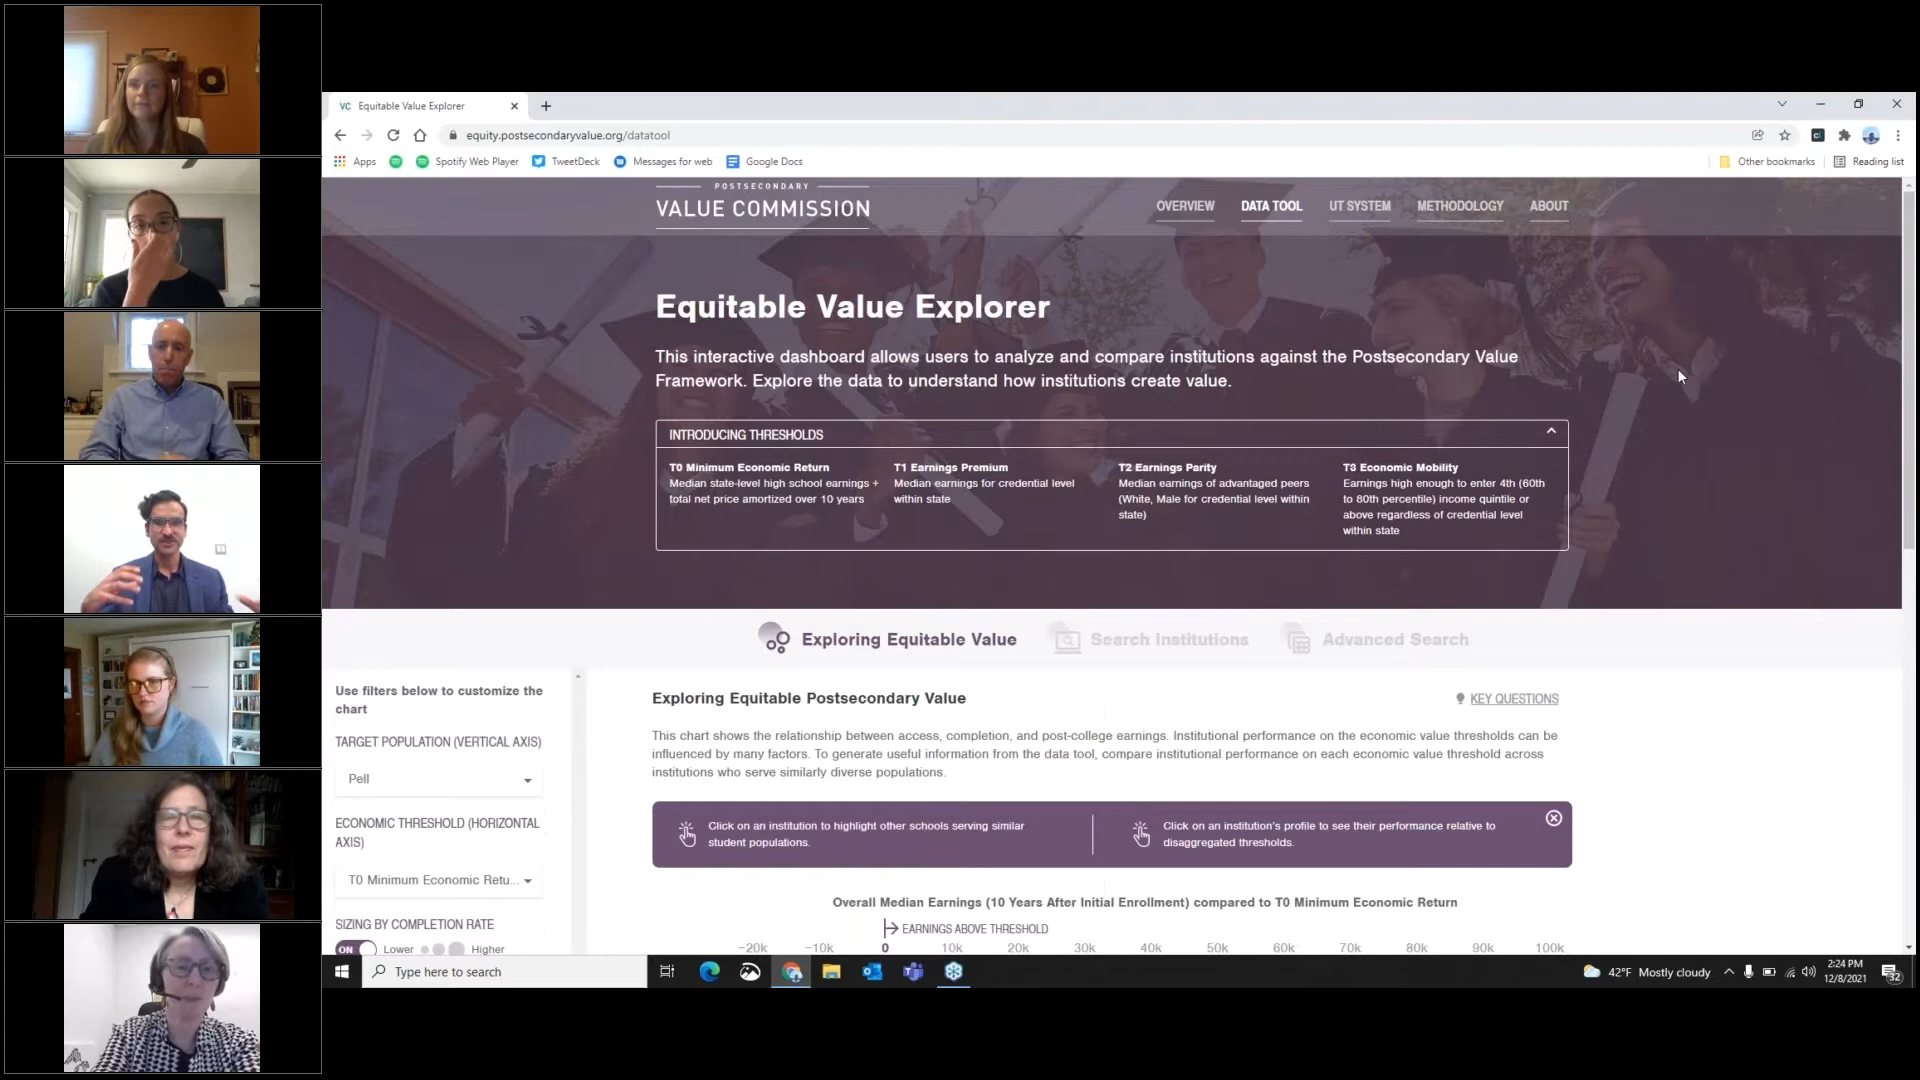 VC Equitable Value Explorer
equity.postsecondaryvalue.org/datatool
Apps Spotify Web Player TweetDeck Messages for web Google Docs Other bookmarks Reading list
POSTSECONDARY
VALUE COMMISSION
OVERVIEW DATA TOOL UT SYSTEM METHODOLOGY ABOUT
Equitable Value Explorer
This interactive dashboard allows users to analyze and compare institutions against the Postsecondary Value
Framework. Explore the data to understand how institutions create value.
INTRODUCING THRESHOLDS
T0 Minimum Economic Return
Median state-level high school earnings +
total net price amortized over 10 years
T1 Earnings Premium
Median earnings for credential level
within state
T2 Earnings Parity
Median earnings of advantaged peers
(White, Male for credential level within
state)
T3 Economic Mobility
Earnings high enough to enter 4th (60th
to 80th percentile) income quintile or
above regardless of credential level
within state
Exploring Equitable Value Search Institutions Advanced Search
Use filters below to customize the
chart
TARGET POPULATION (VERTICAL AXIS)
Pell
ECONOMIC THRESHOLD (HORIZONTAL
AXIS)
T0 Minimum Economic Retu...
SIZING BY COMPLETION RATE
ON Lower Higher
Exploring Equitable Postsecondary Value
KEY QUESTIONS
This chart shows the relationship between access, completion, and post-college earnings. Institutional performance on the economic value thresholds can be
influenced by many factors. To generate useful information from the data tool, compare institutional performance on each economic value threshold across
institutions who serve similarly diverse populations.
Click on an institution to highlight other schools serving similar
student populations.
Click on an institution's profile to see their performance relative to
disaggregated thresholds.
Overall Median Earnings (10 Years After Initial Enrollment) compared to T0 Minimum Economic Return
EARNINGS ABOVE THRESHOLD
−20k −10k 0 10k 20k 30k 40k 50k 60k 70k 80k 90k 100k
Type here to search
42°F Mostly cloudy
2:24 PM
12/8/2021
32